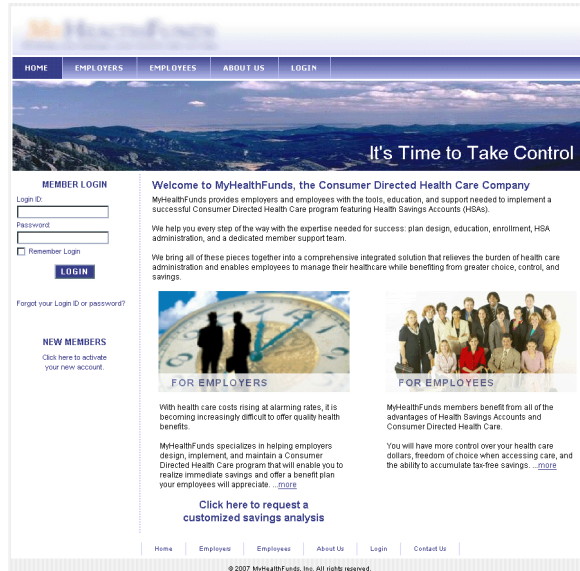 MyHealthFunds
HOME EMPLOYERS EMPLOYEES ABOUT US LOGIN
It's Time to Take Control
MEMBER LOGIN
Login ID:
Password:
Remember Login
LOGIN
Forgot your Login ID or password?
NEW MEMBERS
Click here to activate
your new account.
Welcome to MyHealthFunds, the Consumer Directed Health Care Company
MyHealthFunds provides employers and employees with the tools, education, and support needed to implement a
successful Consumer Directed Health Care program featuring Health Savings Accounts (HSAs).
We help you every step of the way with the expertise needed for success: plan design, education, enrollment, HSA
administration, and a dedicated member support team.
We bring all of these pieces together into a comprehensive integrated solution that relieves the burden of health care
administration and enables employees to manage their healthcare while benefiting from greater choice, control, and
savings.
FOR EMPLOYERS
With health care costs rising at alarming rates, it is
becoming increasingly difficult to offer quality health
benefits.
MyHealthFunds specializes in helping employers
design, implement, and maintain a Consumer
Directed Health Care program that will enable you to
realize immediate savings and offer a benefit plan
your employees will appreciate. ...more
Click here to request a
customized savings analysis
FOR EMPLOYEES
MyHealthFunds members benefit from all of the
advantages of Health Savings Accounts and
Consumer Directed Health Care.
You will have more control over your health care
dollars, freedom of choice when accessing care, and
the ability to accumulate tax-free savings. ...more
Home Employers Employees About Us Login Contact Us
© 2007 MyHealthFunds, Inc. All rights reserved.